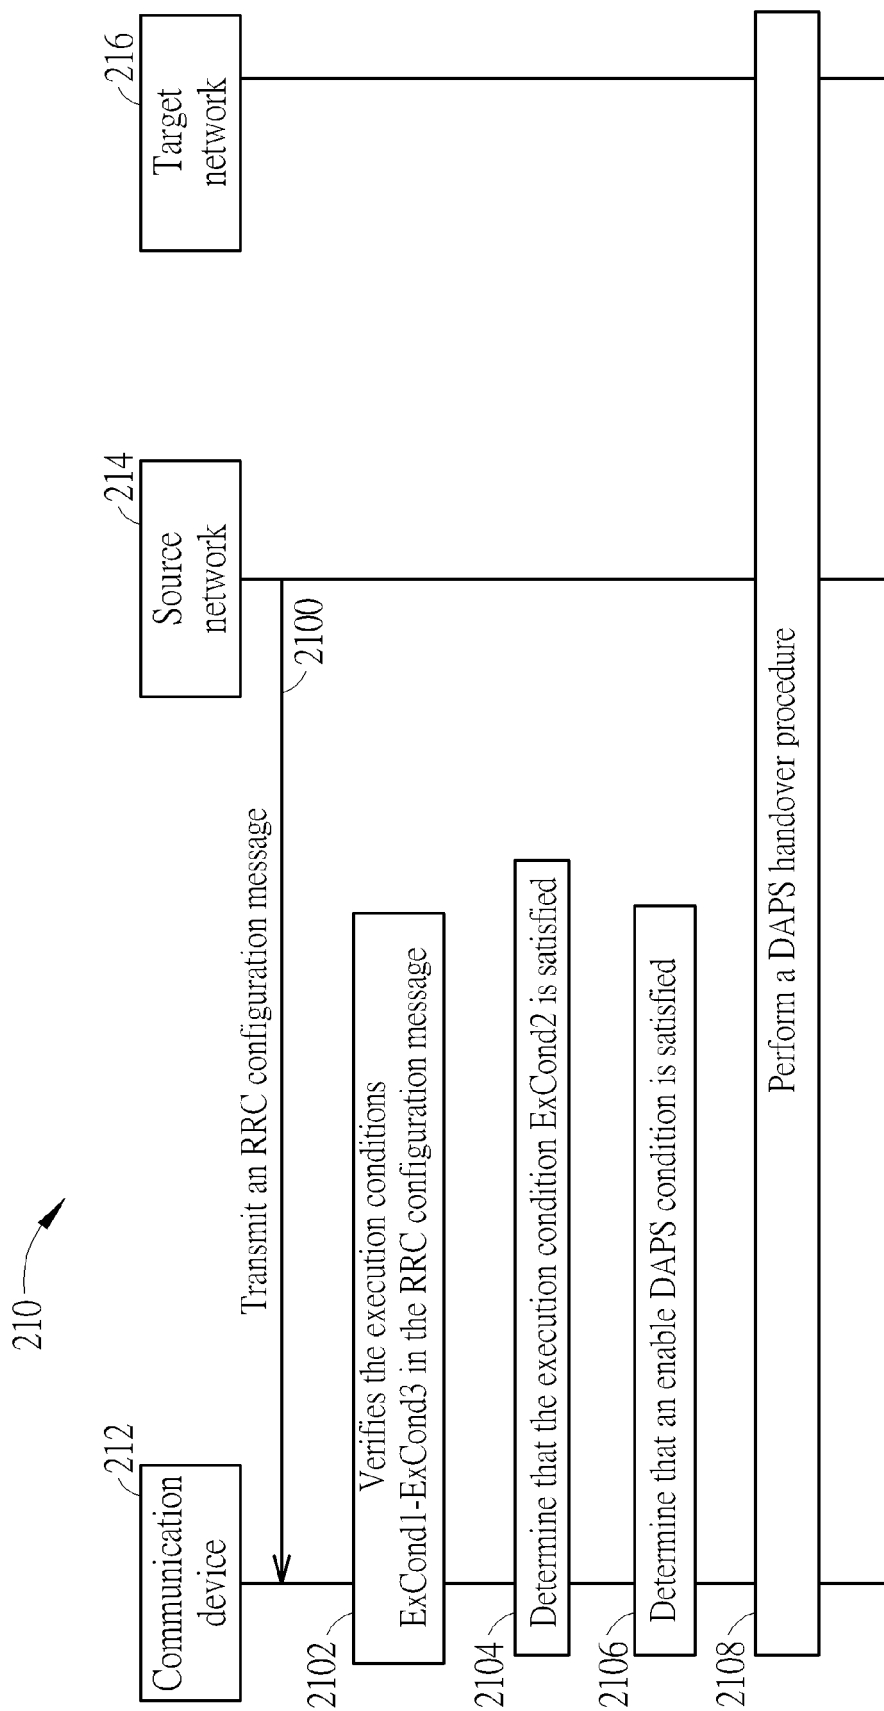 210
212
Communication
device
214
Source
network
216
Target
network
Transmit an RRC configuration message
2100
2102
Verifies the execution conditions
ExCond1-ExCond3 in the RRC configuration message
2104
Determine that the execution condition ExCond2 is satisfied
2106
Determine that an enable DAPS condition is satisfied
2108
Perform a DAPS handover procedure